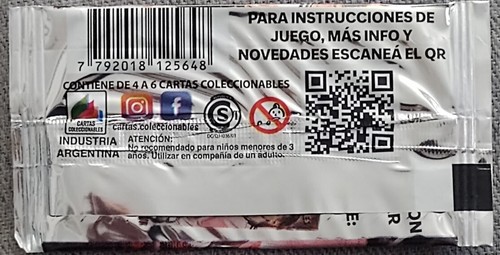 PARA INSTRUCCIONES DE
JUEGO, MÁS INFO Y
NOVEDADES ESCANEÁ EL QR
7 792018 125648
CONTIENE DE 4 A 6 CARTAS COLECCIONABLES
CARTAS
COLECCIONABLES
cartas.coleccionables
S
INDUSTRIA
ARGENTINA
ATENCIÓN:
No recomendado para niños menores de 3
años. Utilizar en compañía de un adulto.